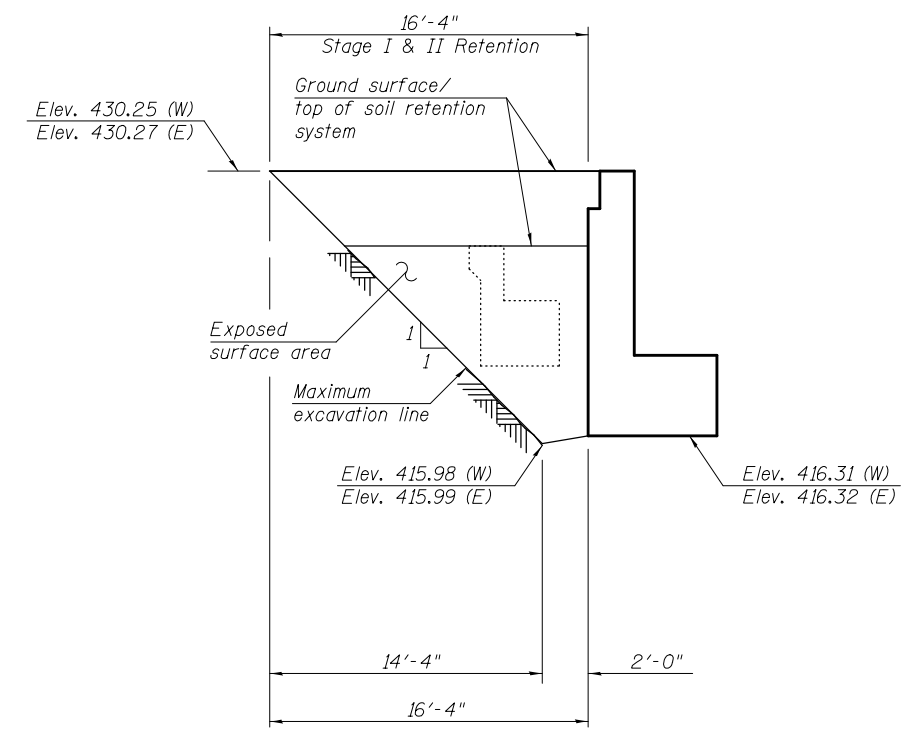 16'-4"
Stage I & II Retention
Ground surface/
top of soil retention
system
Elev. 430.25 (W)
Elev. 430.27 (E)
Exposed
surface area
1
1
Maximum
excavation line
Elev. 415.98 (W)
Elev. 415.99 (E)
Elev. 416.31 (W)
Elev. 416.32 (E)
14'-4"
2'-0"
16'-4"